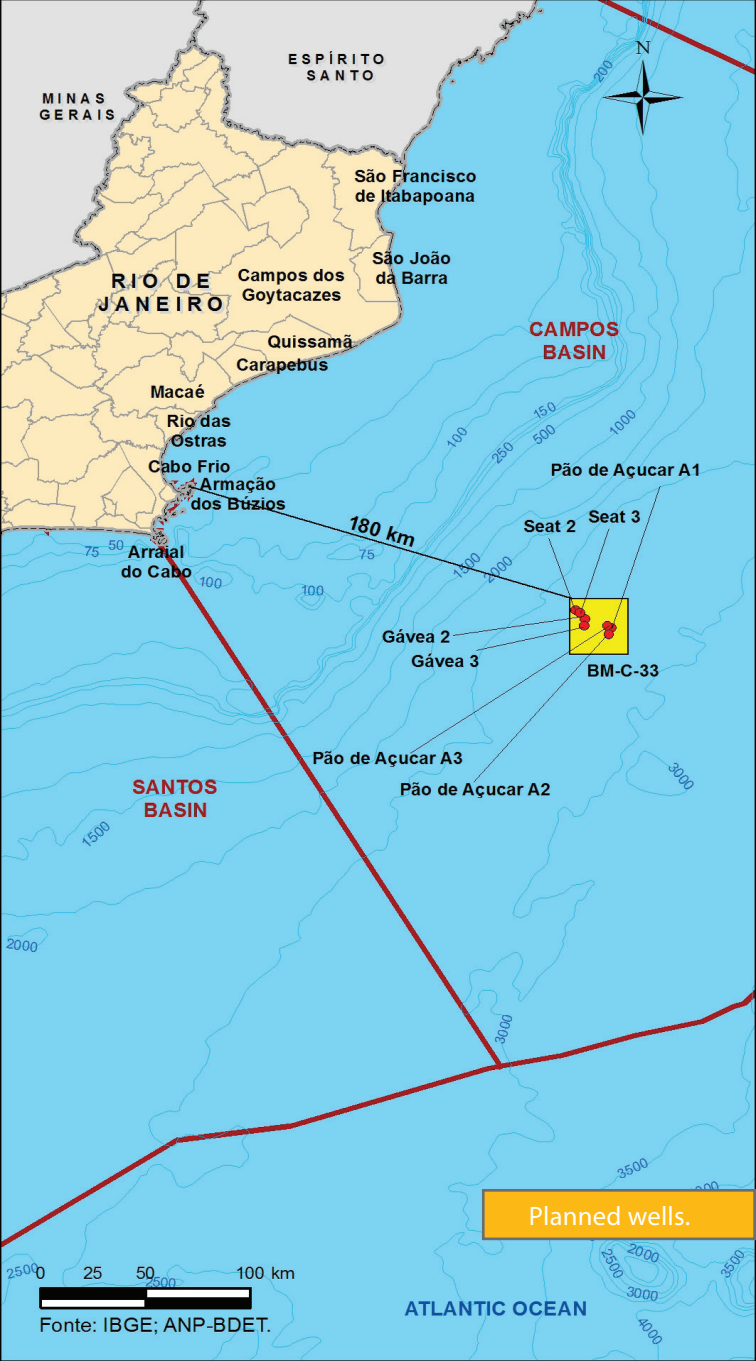 ESPÍRITO
SANTO
MINAS
GERAIS
N
200
São Francisco
de Itabapoana
São João
da Barra
RIO DE
JANEIRO
Campos dos
Goytacazes
CAMPOS
BASIN
Quissamã
Carapebus
Macaé
Rio das
Ostras
150
100
250
500
1000
Cabo Frio
Armação
dos Búzios
Pão de Açucar A1
180 km
Seat 2
Seat 3
75
50
75
Arraial
do Cabo
100
100
1500
2000
Gávea 2
Gávea 3
BM-C-33
Pão de Açucar A3
Pão de Açucar A2
3000
SANTOS
BASIN
1500
2000
3000
3500
Planned wells.
2500
2500
2000
2500
3000
3500
4000
0 25 50 100 km
Fonte: IBGE; ANP-BDET.
ATLANTIC OCEAN